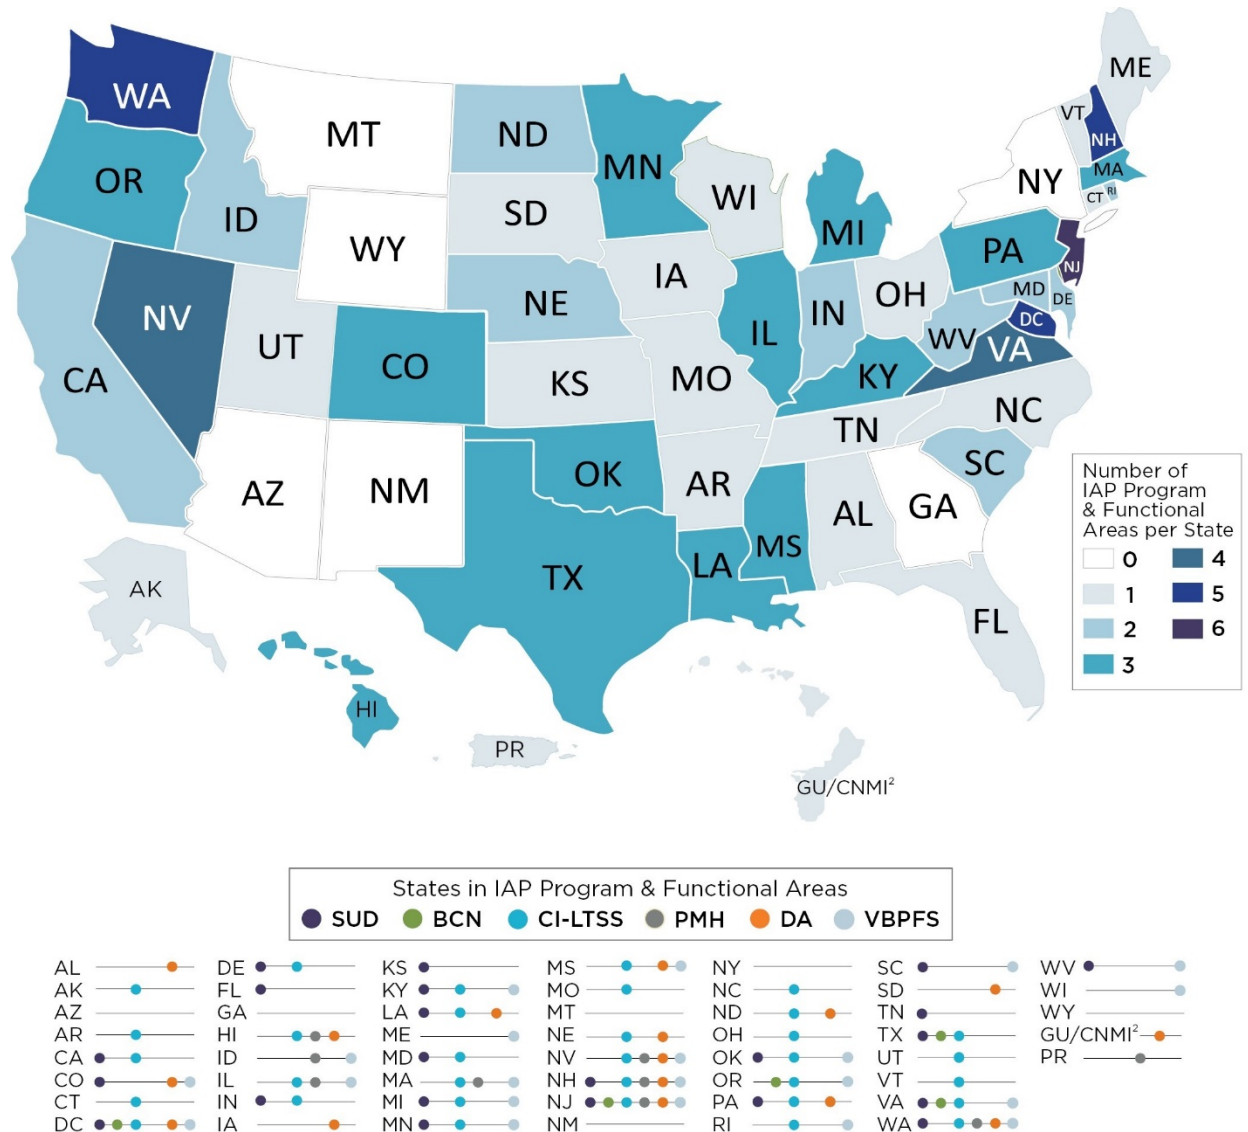 WA
MT
ND
MN
ME
VT
NH
OR
ID
SD
WI
NY
MA
CT
RI
WY
MI
PA
NJ
IA
NE
NV
UT
CO
IL
IN
OH
MD
DE
DC
WV
VA
CA
KS
MO
KY
NC
TN
AZ
NM
OK
AR
SC
MS
AL
GA
LA
TX
FL
AK
HI
PR
GU/CNMI²
Number of
IAP Program
& Functional
Areas per State
0
4
1
5
2
6
3
States in IAP Program & Functional Areas
SUD BCN CI-LTSS PMH DA VBPFS
AL DE KS MS NY SC WV
AK FL KY MO NC SD WI
AZ GA LA MT ND TN WY
AR HI ME NE OH TX GU/CNMI²
CA ID MD NV OK UT PR
CO IL MA NH OR VT
CT IN MI NJ PA VA
DC IA MN NM RI WA